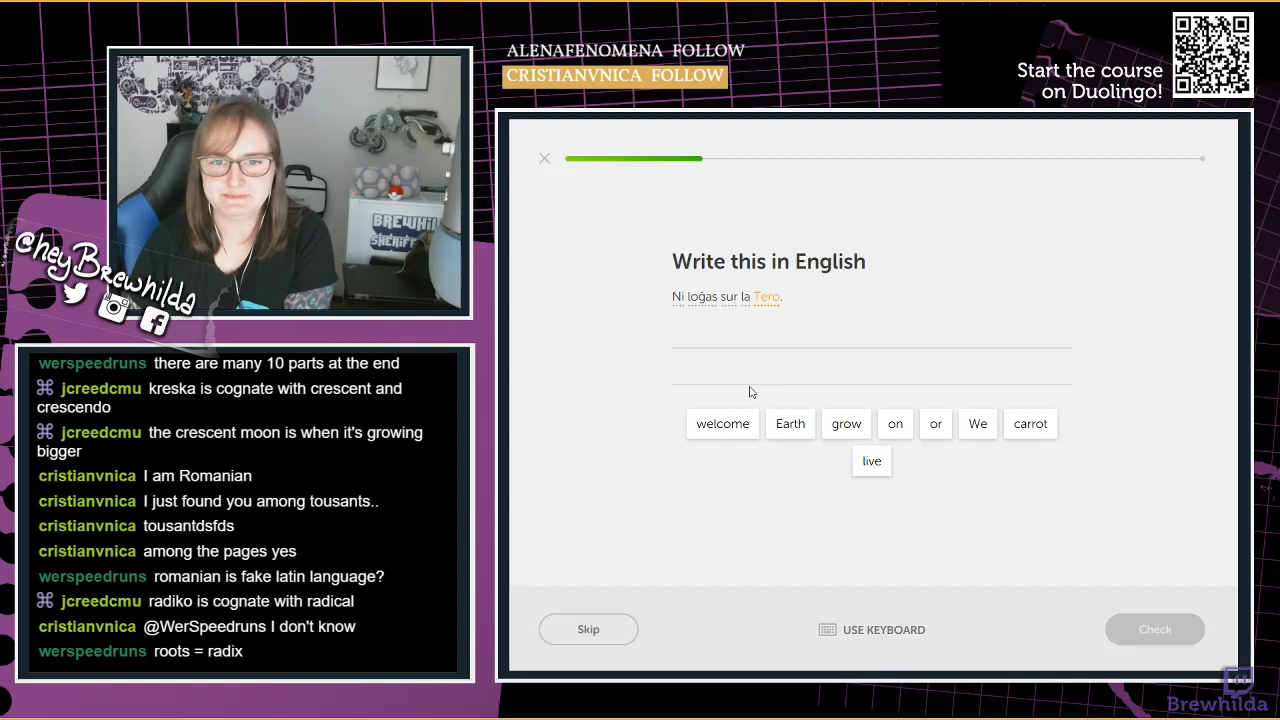 ALENAFENOMENA FOLLOW
CRISTIANVNICA FOLLOW
Start the course
on Duolingo!
BREWHIL
SHERIFF
@heyBrewhilda
Write this in English
Ni loĝas sur la Tero.
welcome Earth grow on or We carrot
live
Skip
USE KEYBOARD
Check
werspeedruns there are many 10 parts at the end
jcreedcmu kreska is cognate with crescent and
crescendo
jcreedcmu the crescent moon is when it's growing
bigger
cristianvnica I am Romanian
cristianvnica I just found you among tousants..
cristianvnica tousantdsfds
cristianvnica among the pages yes
werspeedruns romanian is fake latin language?
jcreedcmu radiko is cognate with radical
cristianvnica @WerSpeedruns I don't know
werspeedruns roots = radix
Brewhilda